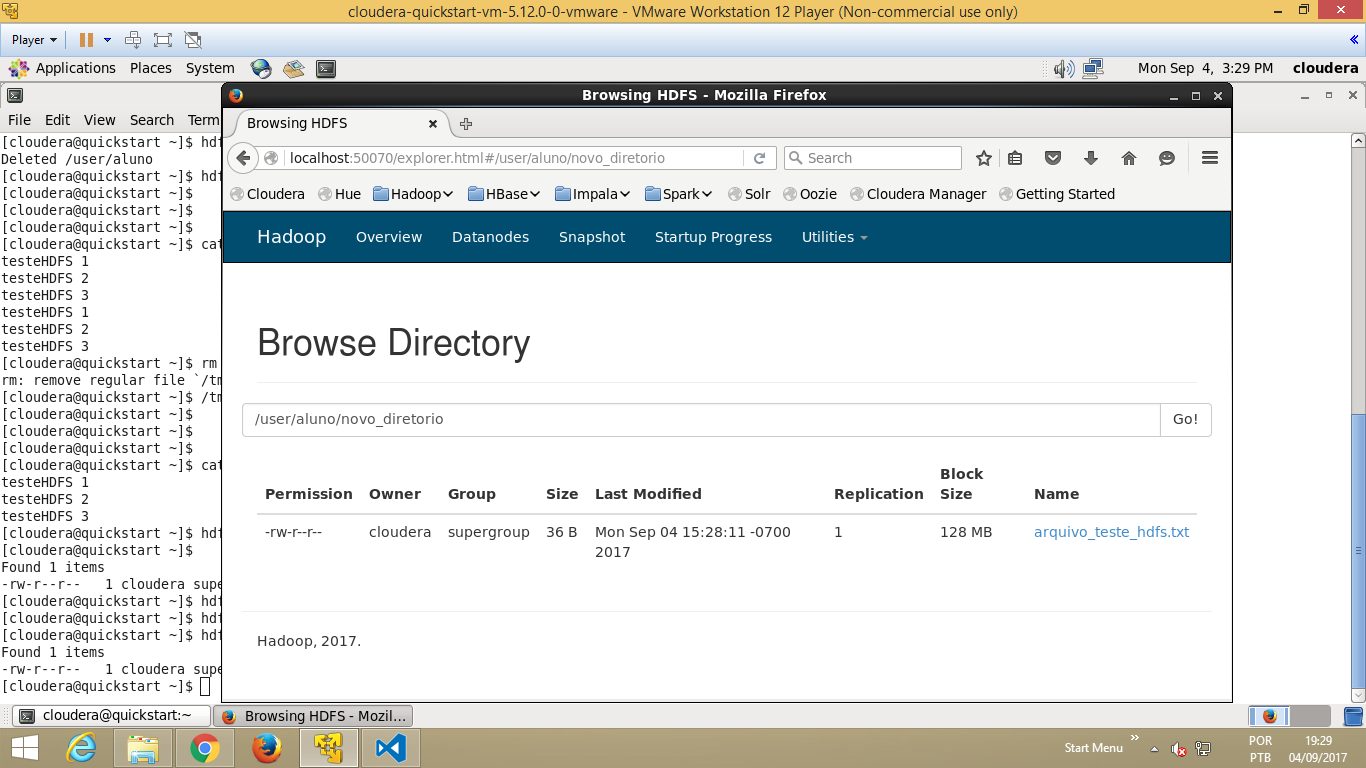 cloudera-quickstart-vm-5.12.0-0-vmware - VMware Workstation 12 Player (Non-commercial use only)
Player
Applications Places System Mon Sep 4, 3:29 PM cloudera
Browsing HDFS - Mozilla Firefox
File Edit View Search Term
Browsing HDFS
localhost:50070/explorer.html#/user/aluno/novo_diretorio Search
Cloudera Hue Hadoop HBase Impala Spark Solr Oozie Cloudera Manager Getting Started
Hadoop Overview Datanodes Snapshot Startup Progress Utilities
Browse Directory
/user/aluno/novo_diretorio Go!
Permission Owner Group Size Last Modified Replication Block Size Name
-rw-r--r-- cloudera supergroup 36 B Mon Sep 04 15:28:11 -0700 2017 1 128 MB arquivo_teste_hdfs.txt
Hadoop, 2017.
[cloudera@quickstart ~]$ hdf
Deleted /user/aluno
[cloudera@quickstart ~]$ hdf
[cloudera@quickstart ~]$
[cloudera@quickstart ~]$
[cloudera@quickstart ~]$
[cloudera@quickstart ~]$ cat
testeHDFS 1
testeHDFS 2
testeHDFS 3
testeHDFS 1
testeHDFS 2
testeHDFS 3
[cloudera@quickstart ~]$ rm
rm: remove regular file `/tm
[cloudera@quickstart ~]$ /tm
[cloudera@quickstart ~]$
[cloudera@quickstart ~]$
[cloudera@quickstart ~]$
[cloudera@quickstart ~]$ cat
testeHDFS 1
testeHDFS 2
testeHDFS 3
[cloudera@quickstart ~]$ hdf
[cloudera@quickstart ~]$
Found 1 items
-rw-r--r-- 1 cloudera supe
[cloudera@quickstart ~]$ hdf
[cloudera@quickstart ~]$ hdf
[cloudera@quickstart ~]$ hdf
Found 1 items
-rw-r--r-- 1 cloudera supe
[cloudera@quickstart ~]$
cloudera@quickstart:~ Browsing HDFS - Mozil...
Start Menu POR 19:29
PTB 04/09/2017